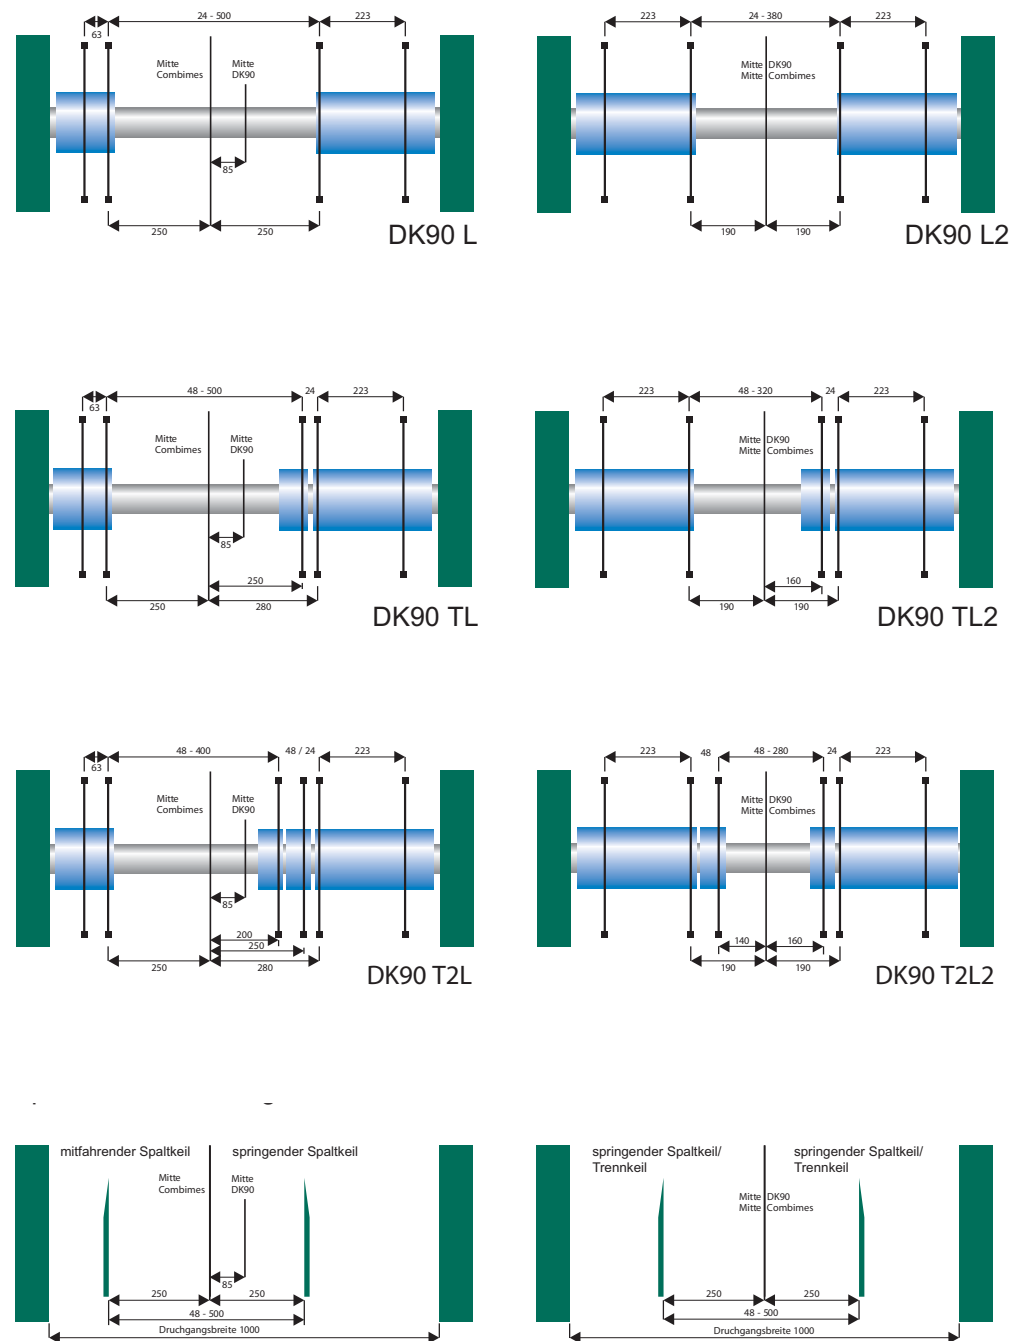 24 - 500
223
63
Mitte
Combimes
Mitte
DK90
85
250
250
DK90 L
223
24 - 380
223
Mitte DK90
Mitte Combimes
190
190
DK90 L2
48 - 500
24
223
63
Mitte
Combimes
Mitte
DK90
85
250
250
280
DK90 TL
223
48 - 320
24
223
Mitte DK90
Mitte Combimes
160
190
190
DK90 TL2
48 - 400
48 / 24
223
63
Mitte
Combimes
Mitte
DK90
85
200
250
250
280
DK90 T2L
223
48
48 - 280
24
223
Mitte DK90
Mitte Combimes
140
160
190
190
DK90 T2L2
mitfahrender Spaltkeil
springender Spaltkeil
Mitte
Combimes
Mitte
DK90
85
250
250
48 - 500
Druchgangsbreite 1000
springender Spaltkeil/
Trennkeil
springender Spaltkeil/
Trennkeil
Mitte DK90
Mitte Combimes
250
250
48 - 500
Druchgangsbreite 1000